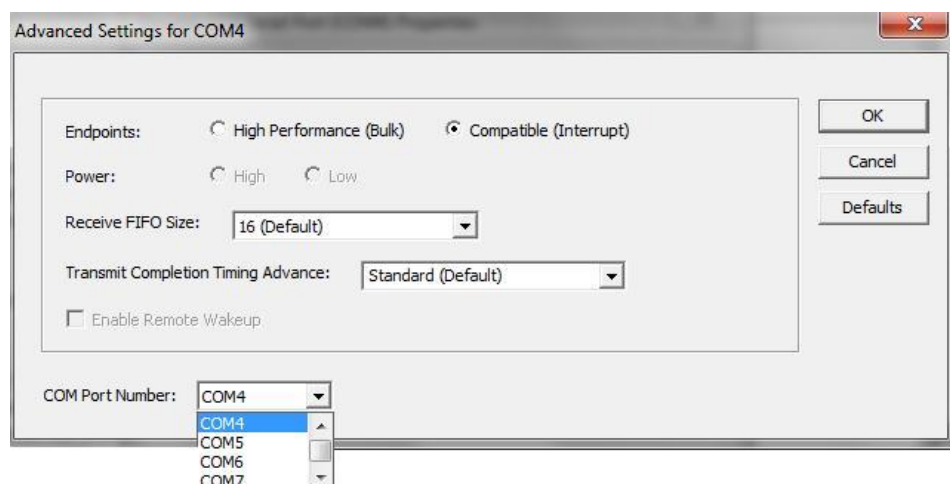 Advanced Settings for COM4
Endpoints: High Performance (Bulk) Compatible (Interrupt)
OK
Power: High Low
Cancel
Receive FIFO Size: 16 (Default)
Defaults
Transmit Completion Timing Advance: Standard (Default)
Enable Remote Wakeup
COM Port Number: COM4
COM4
COM5
COM6
COM7